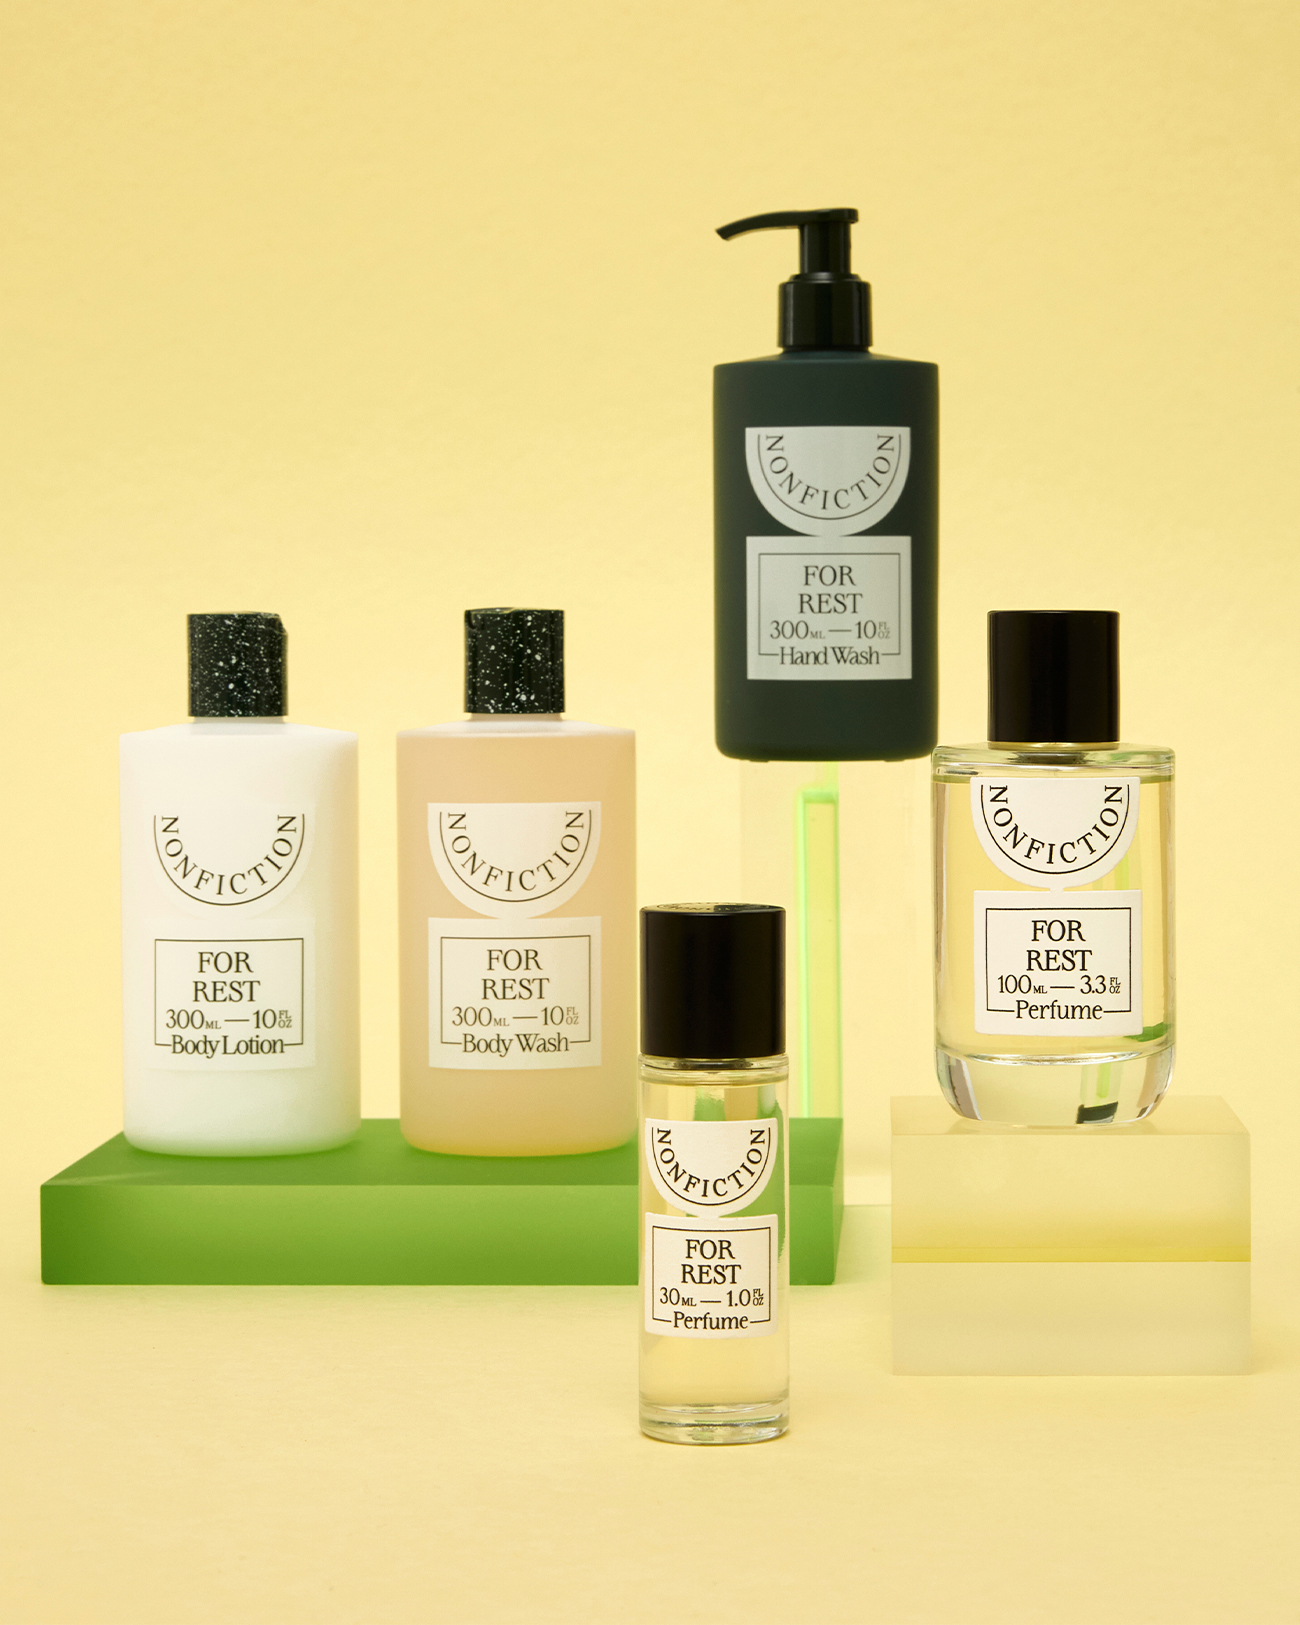 NONFICTION
FOR
REST
300ML — 10 FL OZ
Hand Wash
NONFICTION
FOR
REST
300ML — 10 FL OZ
Body Lotion
NONFICTION
FOR
REST
300ML — 10 FL OZ
Body Wash
NONFICTION
FOR
REST
100ML — 3.3 FL OZ
Perfume
NONFICTION
FOR
REST
30ML — 1.0 FL OZ
Perfume